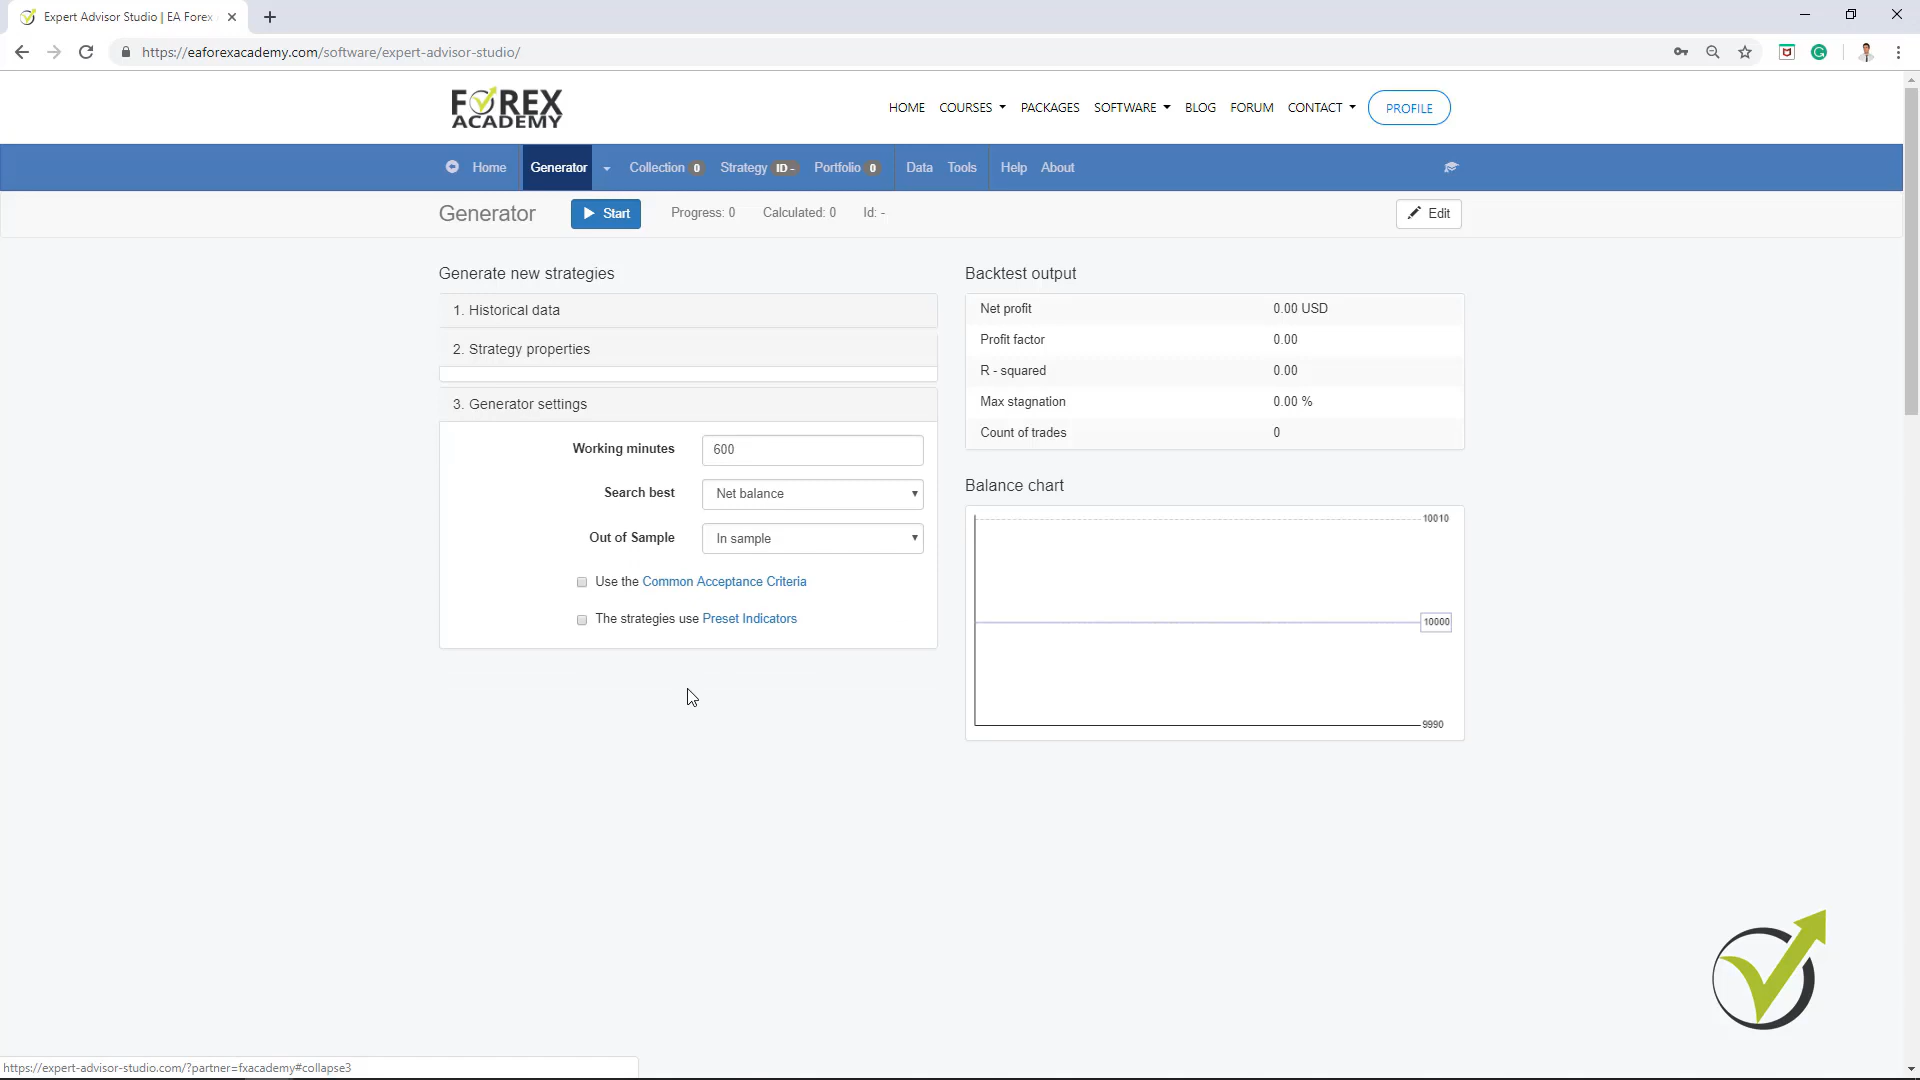 Expert Advisor Studio | EA Forex
https://eaforexacademy.com/software/expert-advisor-studio/
FOREX
ACADEMY
HOME COURSES PACKAGES SOFTWARE BLOG FORUM CONTACT PROFILE
Home Generator Collection 0 Strategy ID - Portfolio 0 Data Tools Help About
Generator Start Progress: 0 Calculated: 0 Id: - Edit
Generate new strategies
1. Historical data
2. Strategy properties
3. Generator settings
Working minutes 600
Search best Net balance
Out of Sample In sample
Use the Common Acceptance Criteria
The strategies use Preset Indicators
Backtest output
Net profit 0.00 USD
Profit factor 0.00
R - squared 0.00
Max stagnation 0.00 %
Count of trades 0
Balance chart
10010
10000
9990
https://expert-advisor-studio.com/?partner=fxacademy#collapse3